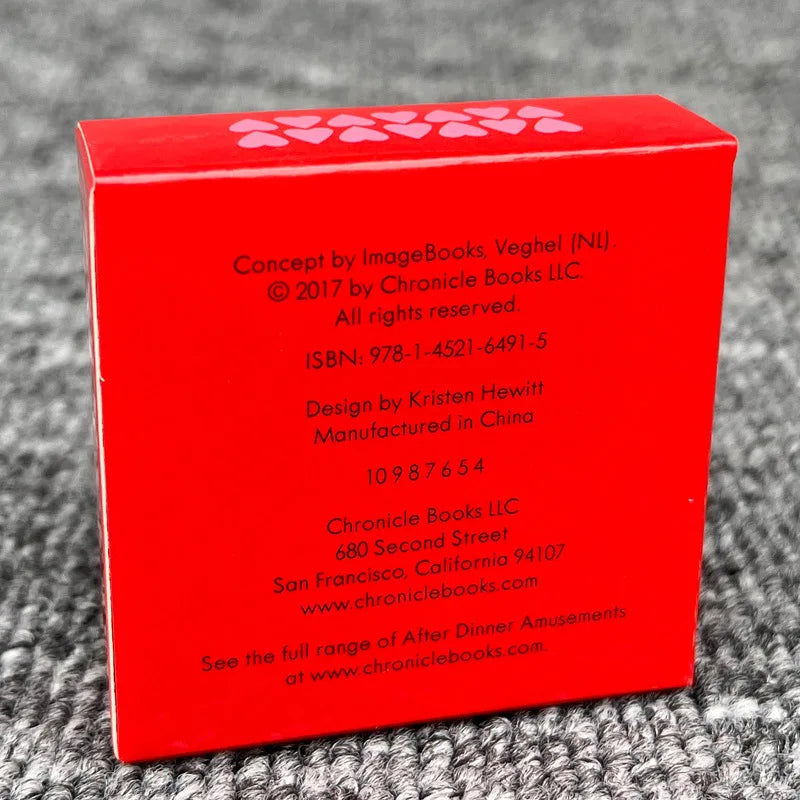 Concept by ImageBooks, Veghel (NL).
© 2017 by Chronicle Books LLC.
All rights reserved.
ISBN: 978-1-4521-6491-5
Design by Kristen Hewitt
Manufactured in China
10 9 8 7 6 5 4
Chronicle Books LLC
680 Second Street
San Francisco, California 94107
www.chroniclebooks.com
See the full range of After Dinner Amusements
at www.chroniclebooks.com.